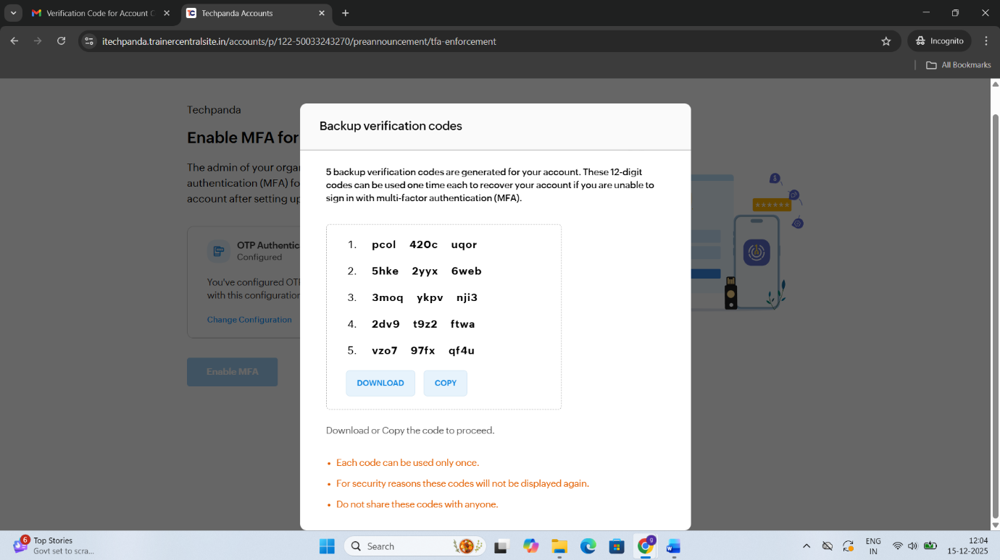 Verification Code for Account
Techpanda Accounts
itechpanda.trainercentralsite.in/accounts/p/122-50033243270/preannouncement/tfa-enforcement
Incognito
All Bookmarks
Techpanda
Enable MFA for
The admin of your orga
authentication (MFA) fo
account after setting up
OTP Authentic
Configured
You've configured OT
with this configuration
Change Configuration
Enable MFA
Backup verification codes
5 backup verification codes are generated for your account. These 12-digit
codes can be used one time each to recover your account if you are unable to
sign in with multi-factor authentication (MFA).
1. pcol 420c uqor
2. 5hke 2yyx 6web
3. 3moq ykpv nji3
4. 2dv9 t9z2 ftwa
5. vzo7 97fx qf4u
DOWNLOAD COPY
Download or Copy the code to proceed.
• Each code can be used only once.
• For security reasons these codes will not be displayed again.
• Do not share these codes with anyone.
6
Top Stories
Govt set to scra...
Search
9
ENG
IN
12:04
15-12-2025